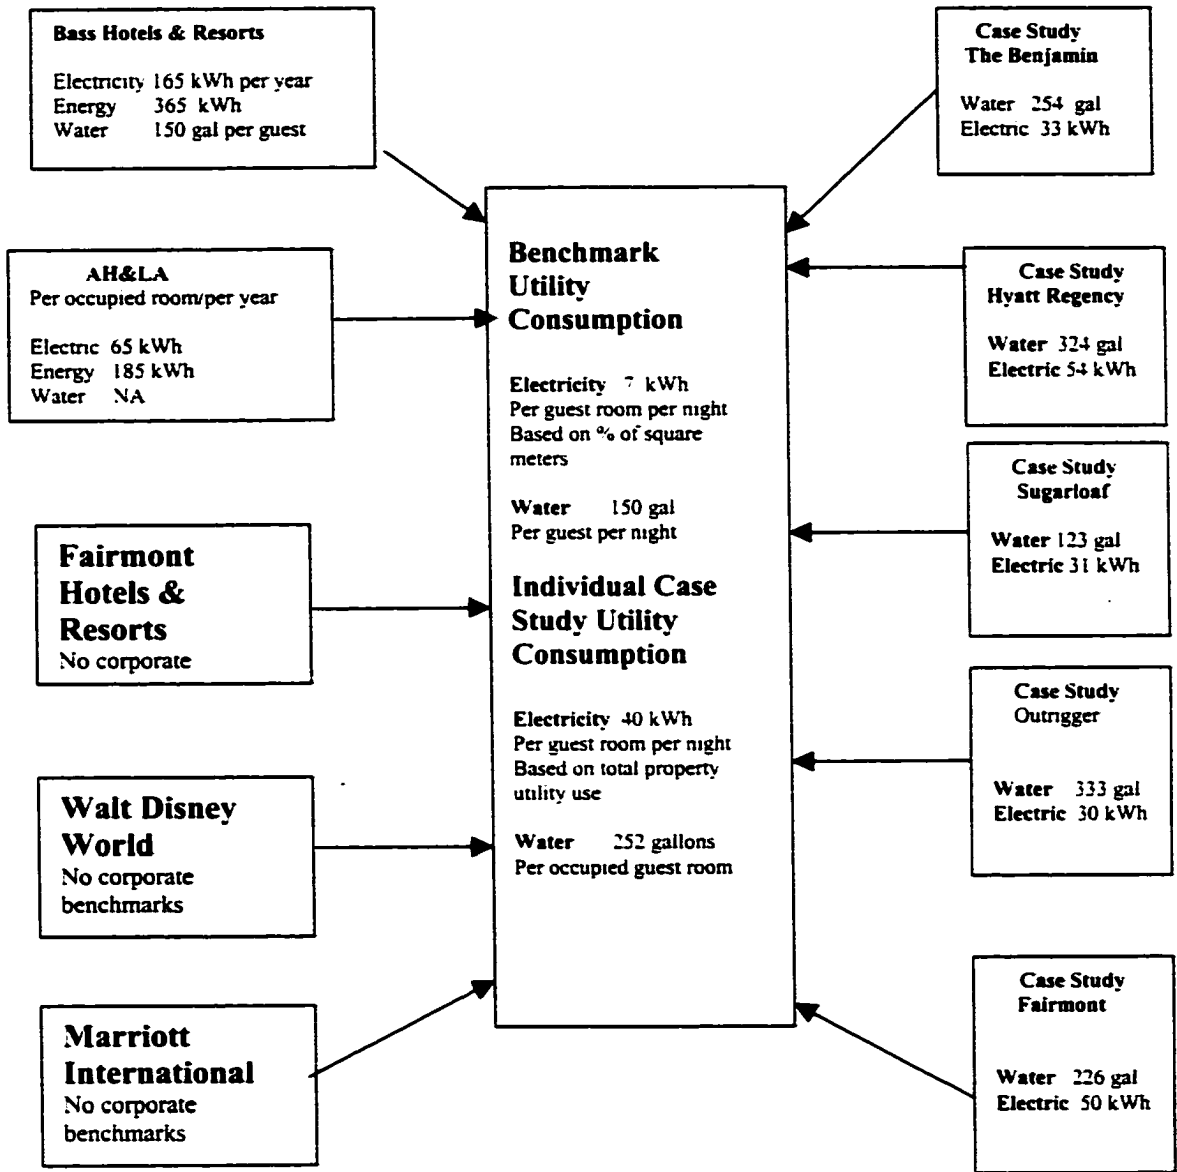 Bass Hotels & Resorts
Electricity 165 kWh per year
Energy 365 kWh
Water 150 gal per guest
AH&LA
Per occupied room/per year
Electric 65 kWh
Energy 185 kWh
Water NA
Fairmont
Hotels &
Resorts
No corporate
Walt Disney
World
No corporate
benchmarks
Marriott
International
No corporate
benchmarks
Benchmark
Utility
Consumption
Electricity 7 kWh
Per guest room per night
Based on % of square
meters
Water 150 gal
Per guest per night
Individual Case
Study Utility
Consumption
Electricity 40 kWh
Per guest room per night
Based on total property
utility use
Water 252 gallons
Per occupied guest room
Case Study
The Benjamin
Water 254 gal
Electric 33 kWh
Case Study
Hyatt Regency
Water 324 gal
Electric 54 kWh
Case Study
Sugarloaf
Water 123 gal
Electric 31 kWh
Case Study
Outrigger
Water 333 gal
Electric 30 kWh
Case Study
Fairmont
Water 226 gal
Electric 50 kWh